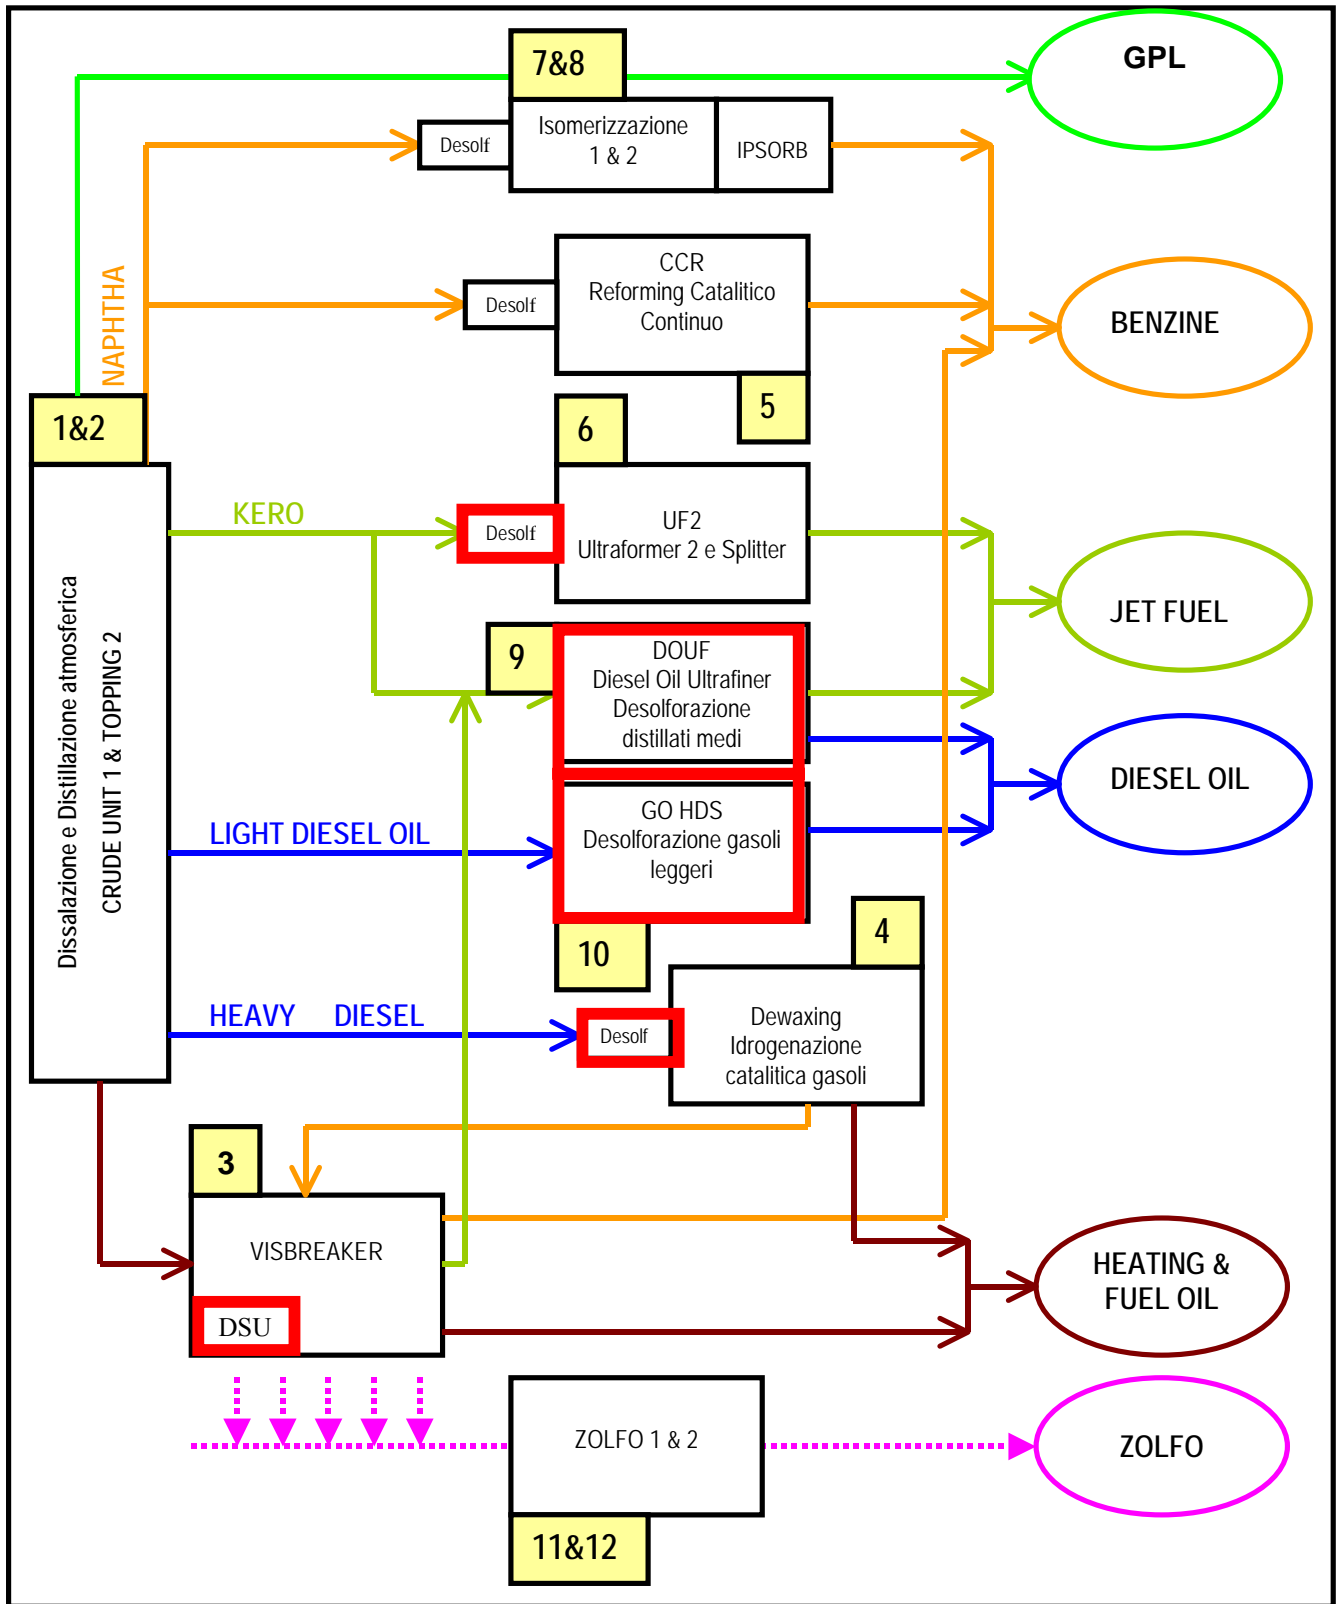 7&8
GPL
Isomerizzazione
1 & 2
Desolf
IPSORB
NAPHTHA
CCR
Reforming Catalitico
Continuo
Desolf
BENZINE
5
1&2
6
KERO
Desolf
UF2
Ultraformer 2 e Splitter
JET FUEL
9
DOUF
Diesel Oil Ultrafiner
Desolforazione
distillati medi
Dissalazione e Distillazione atmosferica
CRUDE UNIT 1 & TOPPING 2
DIESEL OIL
LIGHT DIESEL OIL
GO HDS
Desolforazione gasoli
leggeri
10
4
HEAVY DIESEL
Desolf
Dewaxing
Idrogenazione
catalitica gasoli
3
VISBREAKER
DSU
HEATING &
FUEL OIL
ZOLFO 1 & 2
ZOLFO
11&12